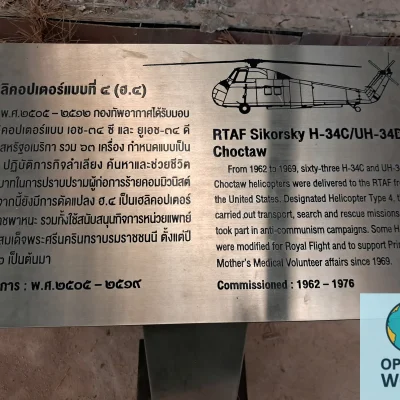 ลิคอปเตอร์แบบที่ ๔ (ฮ.๔)
พ.ศ.๒๕๐๕ – ๒๕๑๒ กองทัพอากาศได้รับมอบ
คอปเตอร์แบบ เอช-๓๔ ซี และ ยูเอช-๓๔ ดี
สหรัฐอเมริกา รวม ๖๓ เครื่อง กำหนดแบบเป็น
ปฏิบัติภารกิจลำเลียง ค้นหาและช่วยชีวิต
บาทในการปราบปรามผู้ก่อการร้ายคอมมิวนิสต์
จากนี้ยังมีการดัดแปลง ฮ.๔ เป็นเฮลิคอปเตอร์
ราชพาหนะ รวมทั้งใช้สนับสนุนกิจการหน่วยแพทย์
สมเด็จพระศรีนครินทราบรมราชชนนี ตั้งแต่ปี
เป็นต้นมา
การ : พ.ศ.๒๕๐๕ – ๒๕๑๙
RTAF Sikorsky H-34C/UH-34D
Choctaw
From 1962 to 1969, sixty-three H-34C and UH-
Choctaw helicopters were delivered to the RTAF fr
the United States. Designated Helicopter Type 4, t
carried out transport, search and rescue missions
took part in anti-communism campaigns. Some H
were modified for Royal Flight and to support Pri
Mother's Medical Volunteer affairs since 1969.
Commissioned : 1962 – 1976
OP
W